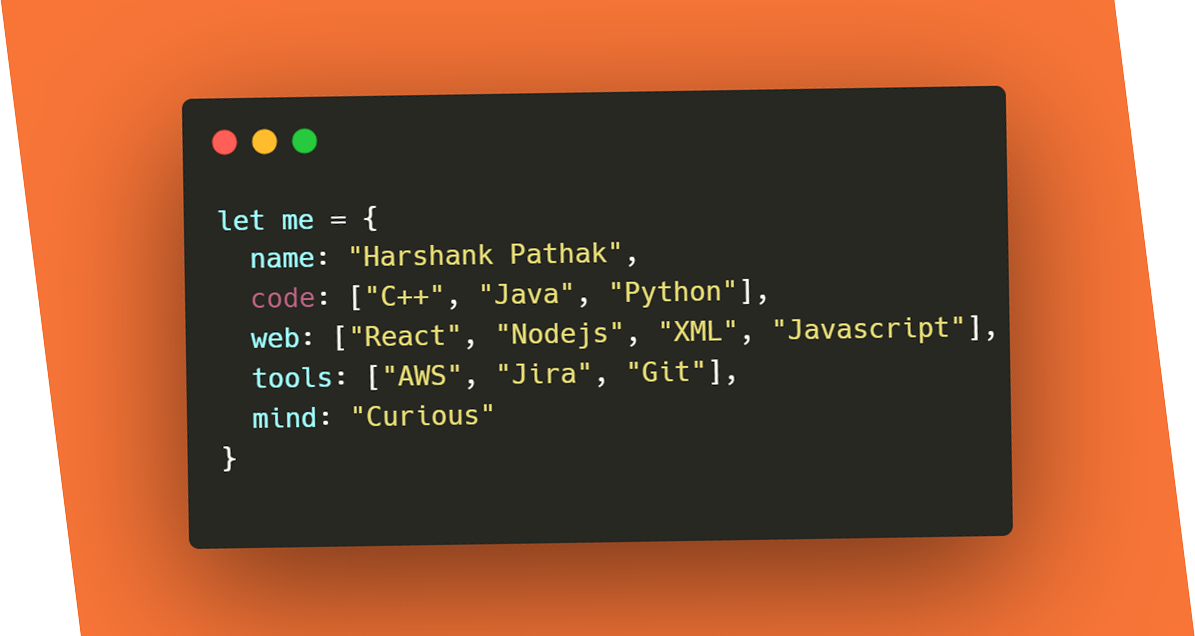 let me = {
  name: "Harshank Pathak",
  code: ["C++", "Java", "Python"],
  web: ["React", "Nodejs", "XML", "Javascript"],
  tools: ["AWS", "Jira", "Git"],
  mind: "Curious"
}